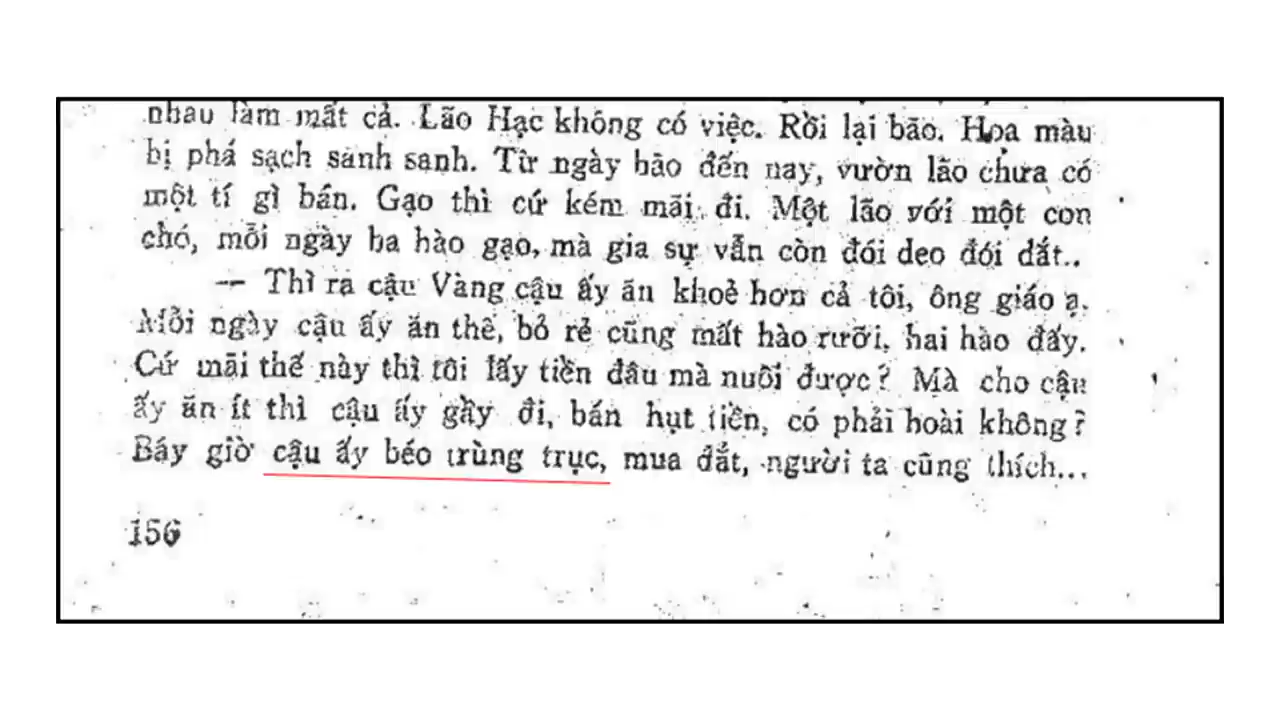 nhau làm mất cả. Lão Hạc không có việc. Rồi lại bão. Hoa màu
bị phá sạch sành sanh. Từ ngày bão đến nay, vườn lão chưa có
một tí gì bán. Gạo thì cứ kém mãi đi. Một lão với một con
chó, mỗi ngày ba hào gạo, mà gia sự vẫn còn đói deo đói dắt..
— Thì ra cậu Vàng cậu ấy ăn khoẻ hơn cả tôi, ông giáo ạ.
Mỗi ngày cậu ấy ăn thế, bỏ rẻ cũng mất hào rưỡi, hai hào đấy.
Cứ mãi thế này thì tôi lấy tiền đâu mà nuôi được? Mà cho cậu
ấy ăn ít thì cậu ấy gầy đi, bán hụt tiền, có phải hoài không?
Bây giờ cậu ấy béo trùng trục, mua đắt, người ta cũng thích...
156